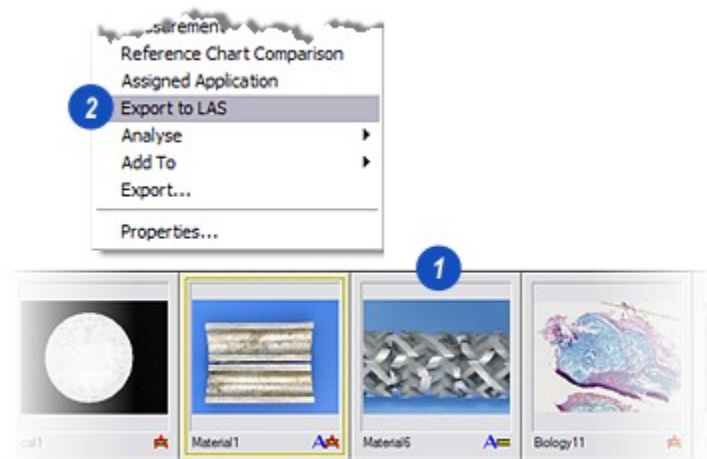 Reference Chart Comparison
Assigned Application
2 Export to LAS
Analyse
Add To
Export...
Properties...
1
Material1 A
Material6 A
Biology11